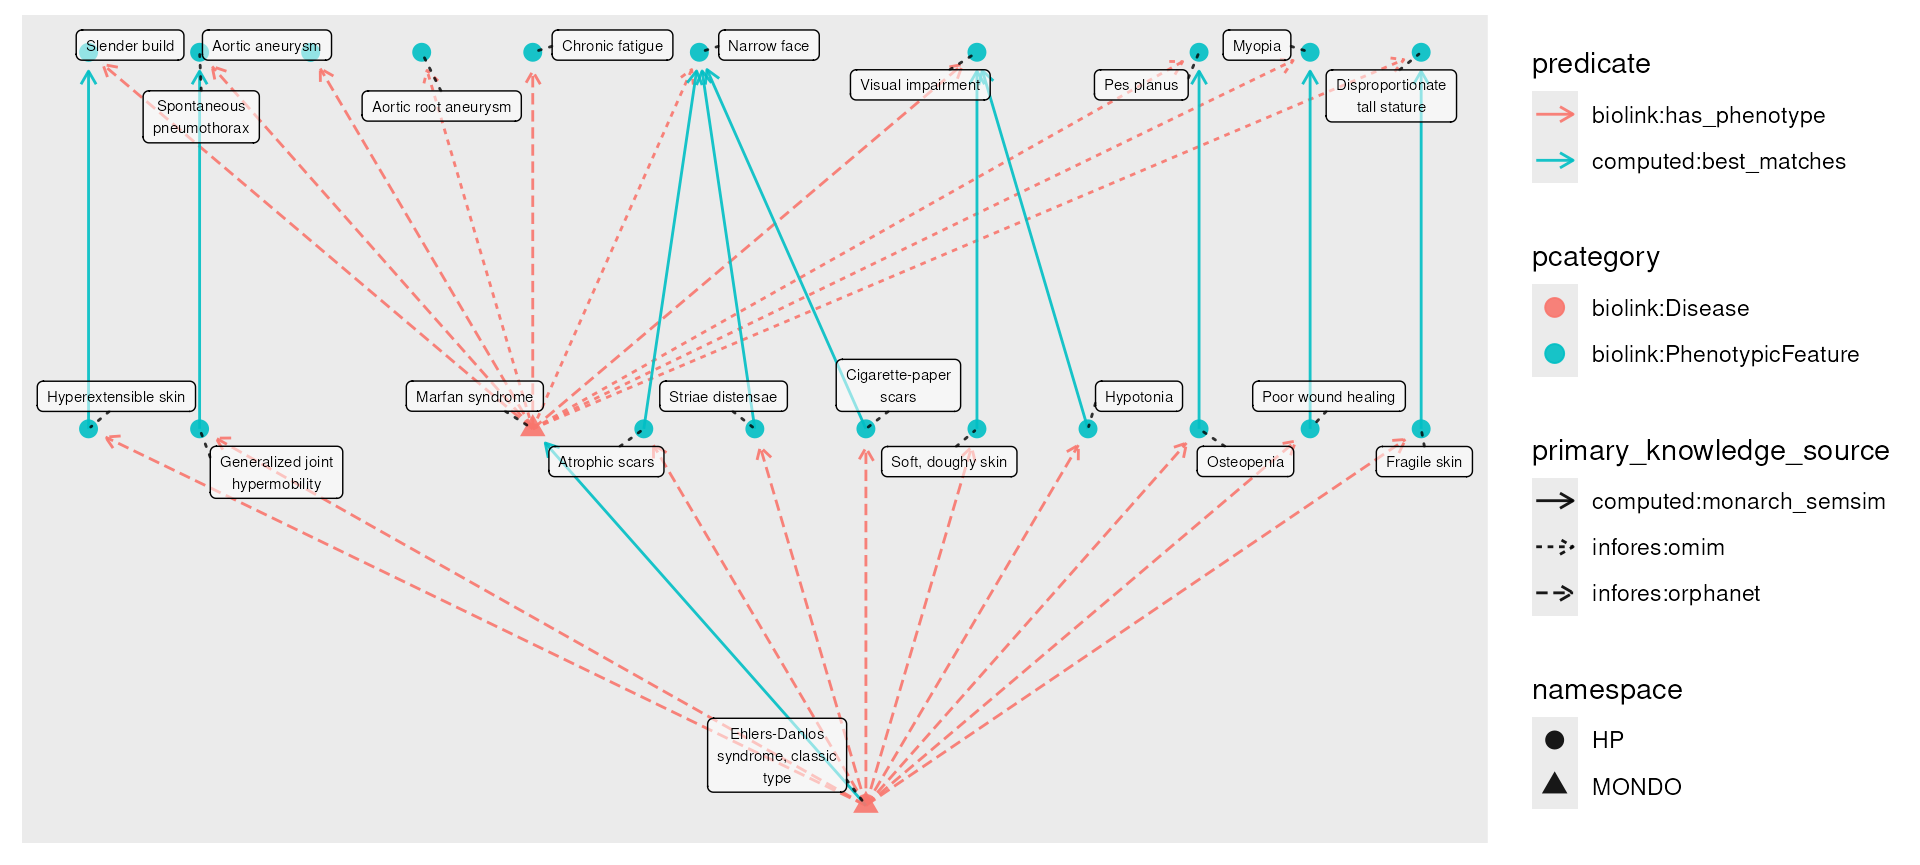 Slender build
Aortic aneurysm
Chronic fatigue
Narrow face
Myopia
Spontaneous
pneumothorax
Aortic root aneurysm
Visual impairment
Pes planus
Disproportionate
tall stature
Hyperextensible skin
Marfan syndrome
Striae distensae
Cigarette-paper
scars
Hypotonia
Poor wound healing
Generalized joint
hypermobility
Atrophic scars
Soft, doughy skin
Osteopenia
Fragile skin
Ehlers-Danlos
syndrome, classic
type
predicate
biolink:has_phenotype
computed:best_matches
pcategory
biolink:Disease
biolink:PhenotypicFeature
primary_knowledge_source
computed:monarch_semsim
infores:omim
infores:orphanet
namespace
HP
MONDO